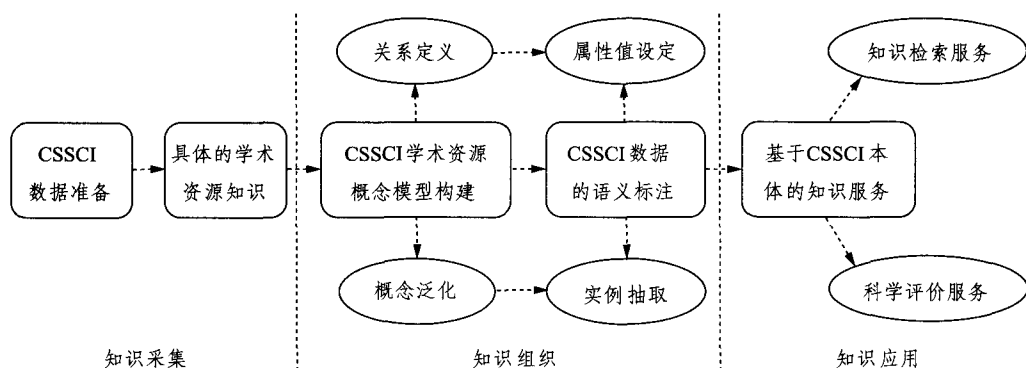 关系定义
属性值设定
知识检索服务
CSSCI
数据准备
具体的学术
资源知识
CSSCI学术资源
概念模型构建
CSSCI数据
的语义标注
基于CSSCI本
体的知识服务
概念泛化
实例抽取
科学评价服务
知识采集
知识组织
知识应用